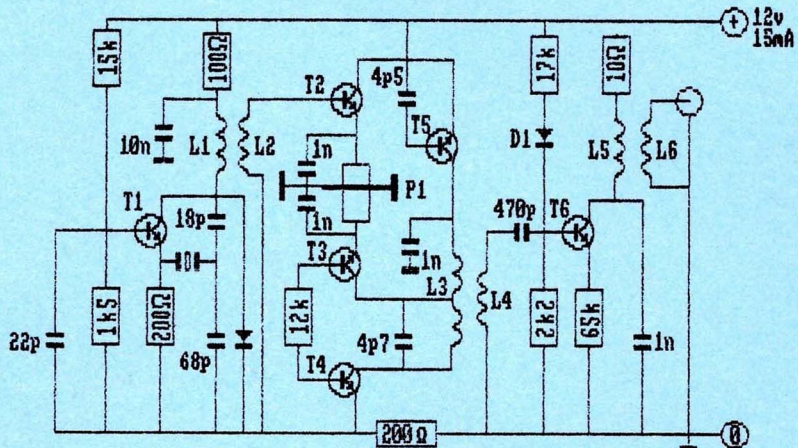 12v
15mA
15k
100Ω
T2
4p5
17k
10Ω
T5
D1
10n
L1
L2
1n
L5
L6
P1
T1
18p
1n
470p
T6
T3
1n
L3
L4
1k5
200Ω
12k
4p7
2k2
65k
22p
68p
1n
T4
200Ω
0